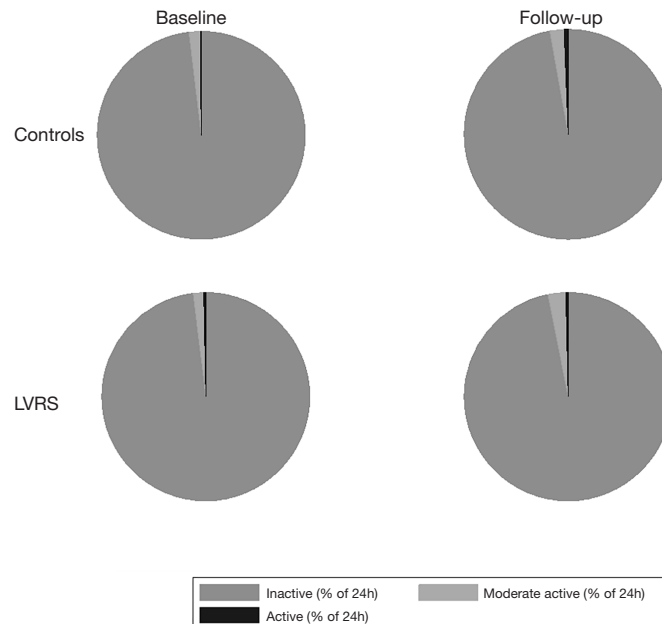 Baseline
Follow-up
Controls
LVRS
Inactive (% of 24h)
Moderate active (% of 24h)
Active (% of 24h)